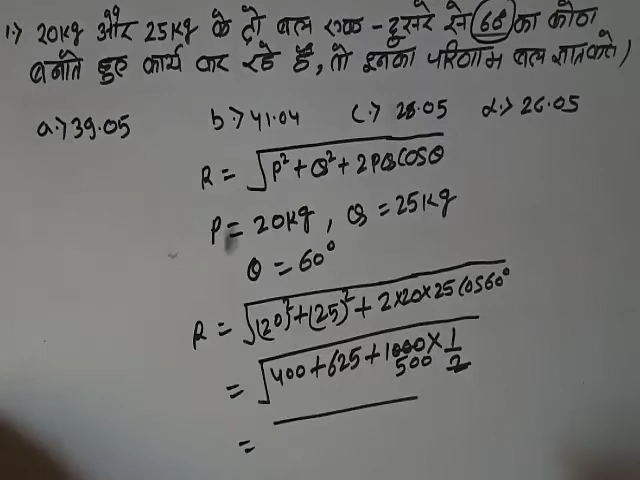 1:> 20Kg और 25Kg के दो बल एक-दूसरे से 60° का कोण
बनाते हुए कार्य कर रहे हैं, तो इनका परिणाम बल ज्ञात करो)
a:> 39.05 b:> 41.04 c:> 28.05 d:> 26.05
R = √P² + Q² + 2PQ COSθ
P = 20Kg, Q = 25Kg
θ = 60°
R = √(20)² + (25)² + 2×20×25 COS60°
= √400 + 625 + 1000 × 1/2
500
=